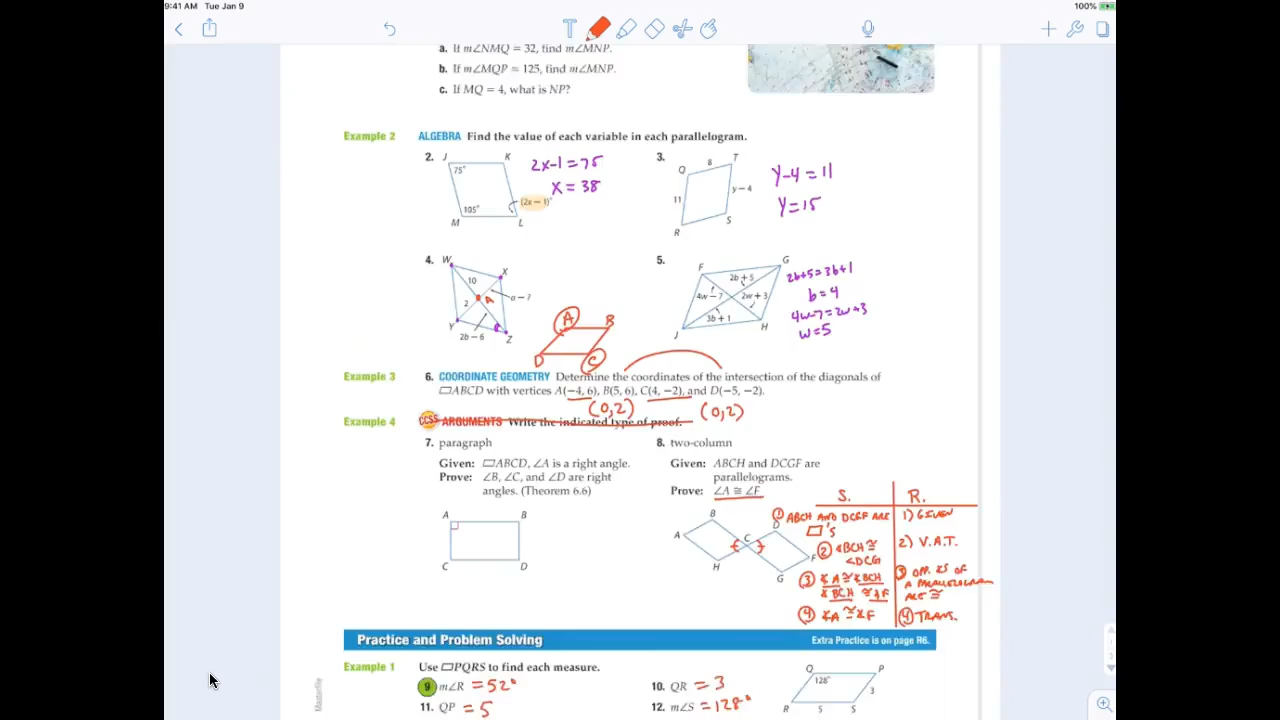 9:41 AM Tue Jan 9
100%
a. If m∠NMQ = 32, find m∠MNP.
b. If m∠MQP = 125, find m∠MNP.
c. If MQ = 4, what is NP?
Example 2 ALGEBRA Find the value of each variable in each parallelogram.
2. J K 75° 105° (2x − 1)° M L
2x-1=75
x = 38
3. Q 8 T 11 y − 4 R S
y-4=11
y=15
4. W X 10 2 A a − 7 Y 2b − 6 Z
5. F G 2b + 5 4w − 7 2w + 3 3b + 1 J H
2b+5=3b+1
b=4
4w-7=2w+3
w=5
A B
D C
Example 3 6. COORDINATE GEOMETRY Determine the coordinates of the intersection of the diagonals of
▱ABCD with vertices A(−4, 6), B(5, 6), C(4, −2), and D(−5, −2).
(0,2) (0,2)
Example 4 CCSS ARGUMENTS Write the indicated type of proof.
7. paragraph
Given: ▱ABCD, ∠A is a right angle.
Prove: ∠B, ∠C, and ∠D are right
angles. (Theorem 6.6)
A B
C D
8. two-column
Given: ABCH and DCGF are
parallelograms.
Prove: ∠A ≅ ∠F
A B C D H G F
S. R.
① ABCH AND DCGF ARE ▱'S 1) GIVEN
② ∠BCH ≅ ∠DCG 2) V.A.T.
③ ∠A ≅ ∠BCH ∠BCH ≅ ∠F ③ OPP. ∠S OF A PARALLELOGRAM ARE ≅
④ ∠A ≅ ∠F ④ TRANS.
Practice and Problem Solving Extra Practice is on page R6.
Example 1 Use ▱PQRS to find each measure.
9 m∠R = 52°
10. QR = 3
11. QP = 5
12. m∠S = 128°
Q P 128° 3 R 5 S
Masterfile